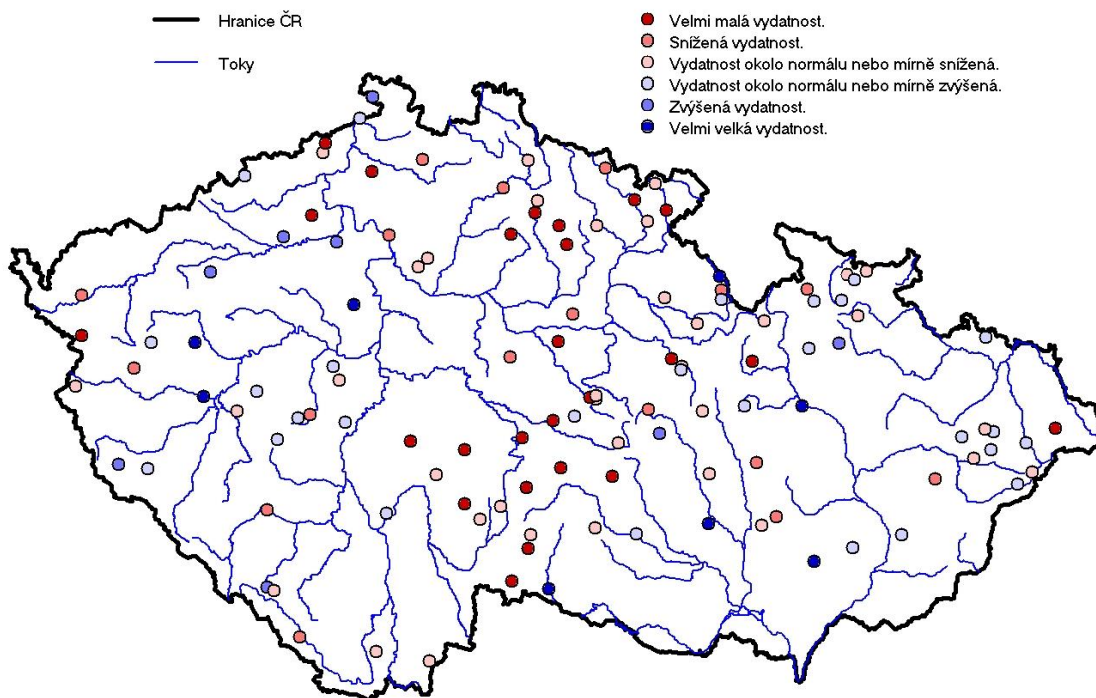 Hranice ČR
Toky
Velmi malá vydatnost.
Snížená vydatnost.
Vydatnost okolo normálu nebo mírně snížená.
Vydatnost okolo normálu nebo mírně zvýšená.
Zvýšená vydatnost.
Velmi velká vydatnost.